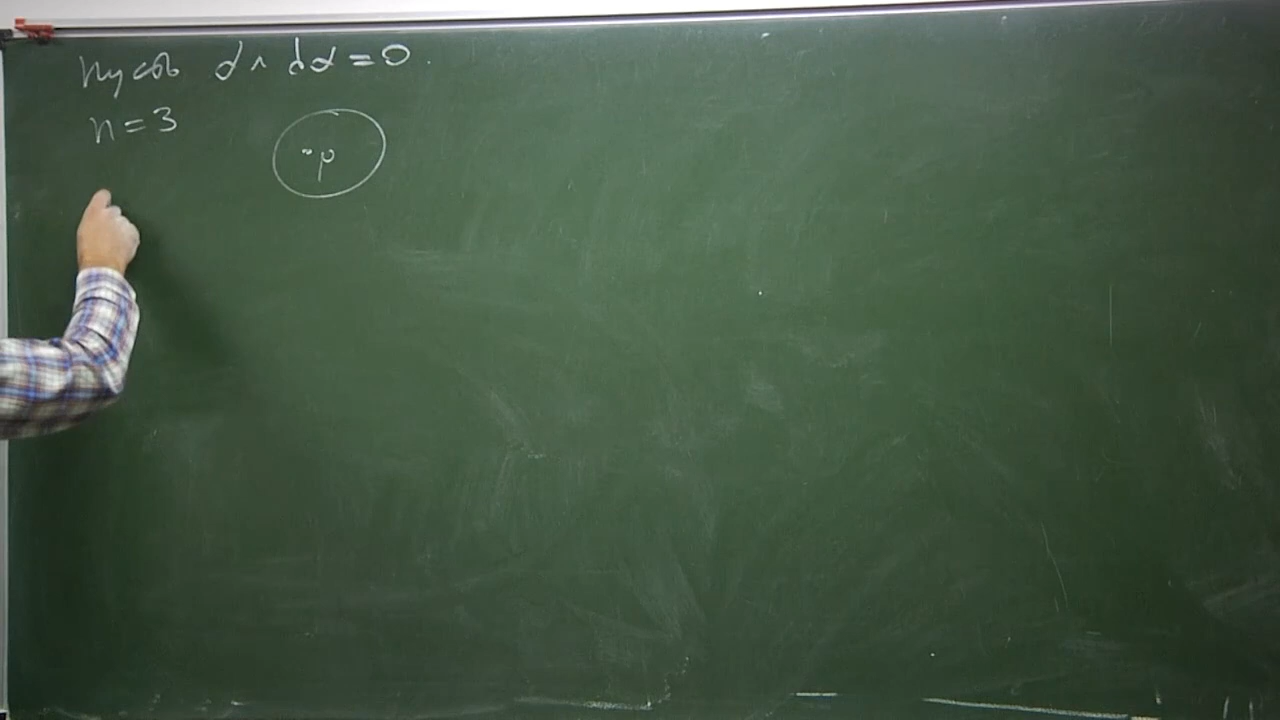 Пусть α ∧ dα = 0.
n = 3
p